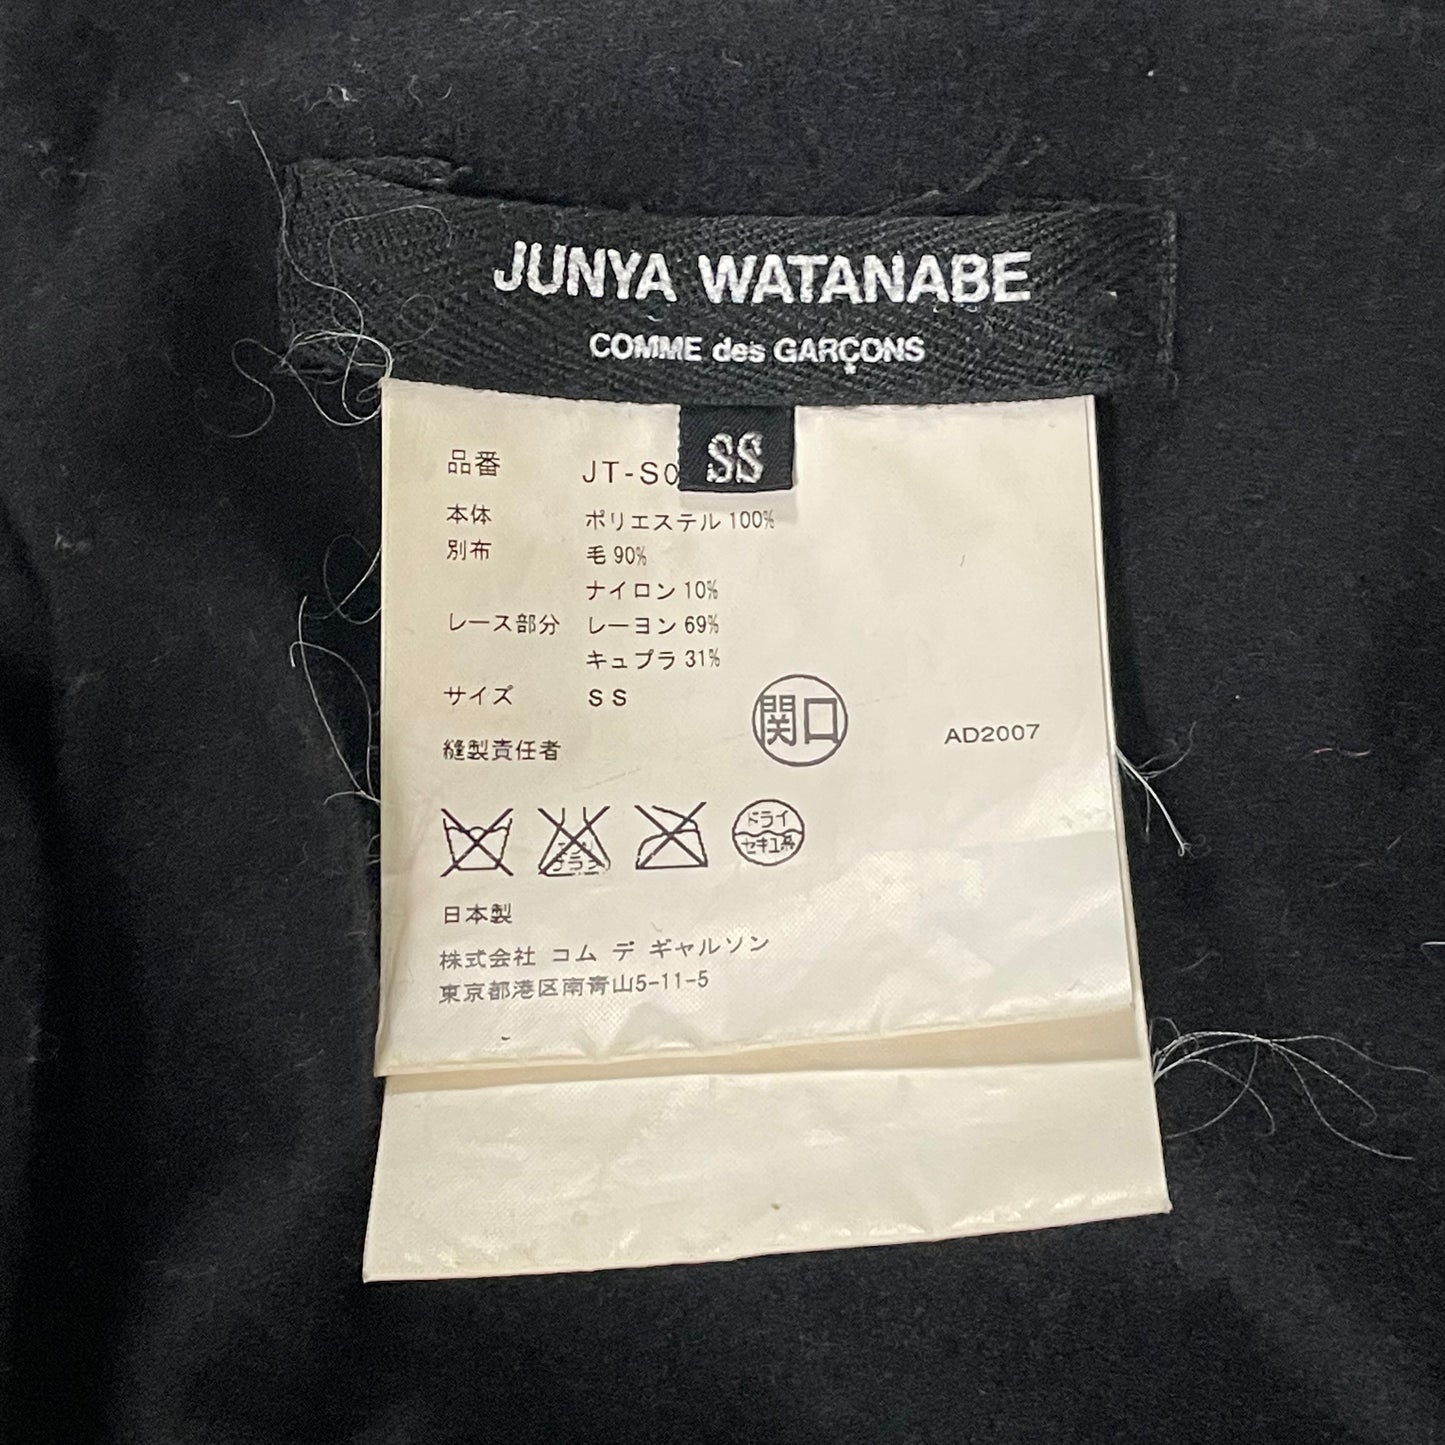 JUNYA WATANABE
COMME des GARÇONS
SS
品番 JT-S0
本体 ポリエステル 100%
別布 毛 90%
ナイロン 10%
レース部分 レーヨン 69%
キュプラ 31%
サイズ SS
縫製責任者 関口 AD2007
ドライ
セキユ系
日本製
株式会社 コム デ ギャルソン
東京都港区南青山5-11-5